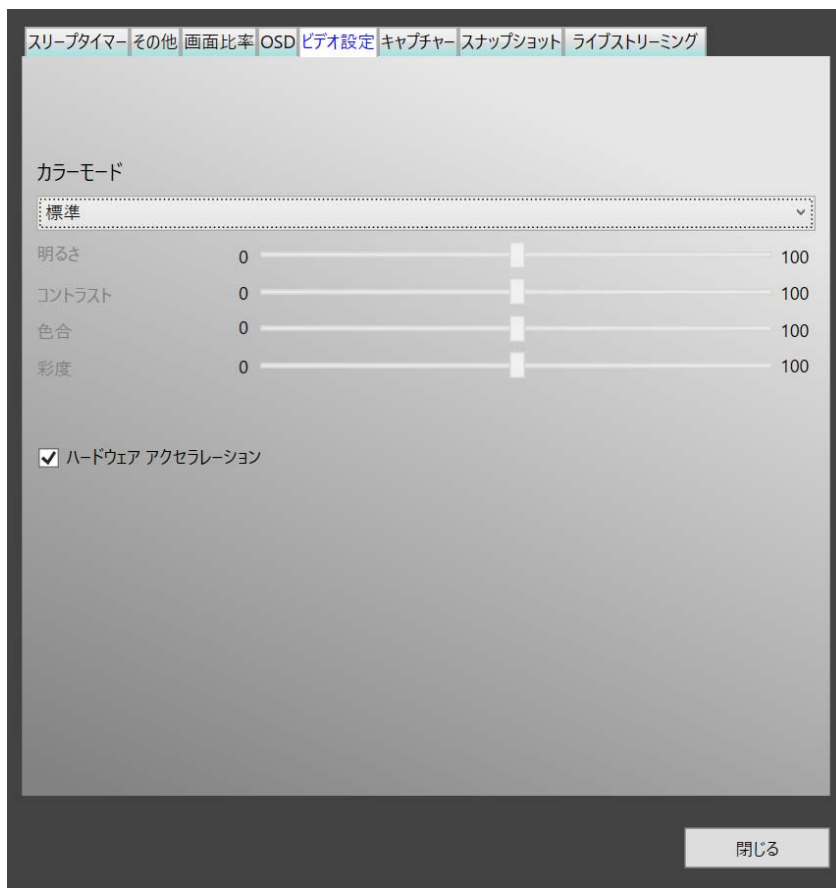 スリープタイマー その他 画面比率 OSD ビデオ設定 キャプチャー スナップショット ライブストリーミング
カラーモード
標準
明るさ 0 100
コントラスト 0 100
色合 0 100
彩度 0 100
ハードウェア アクセラレーション
閉じる